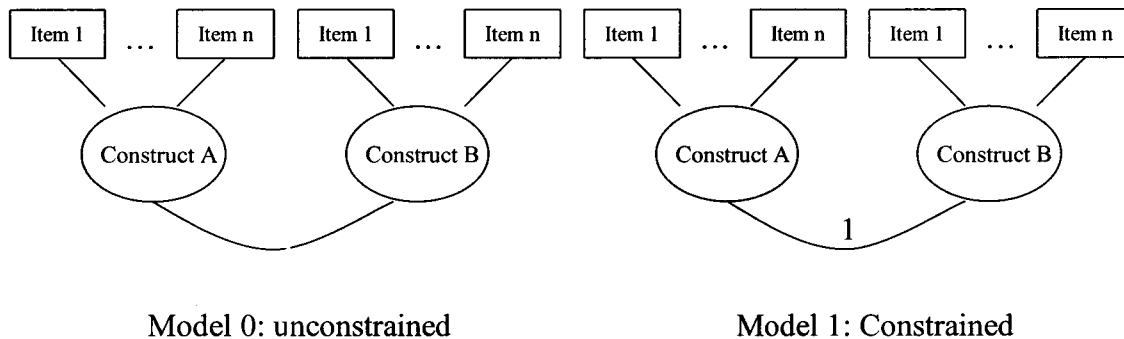 Item 1 ... Item n Item 1 ... Item n Item 1 ... Item n Item 1 ... Item n
Construct A Construct B Construct A Construct B
1
Model 0: unconstrained Model 1: Constrained